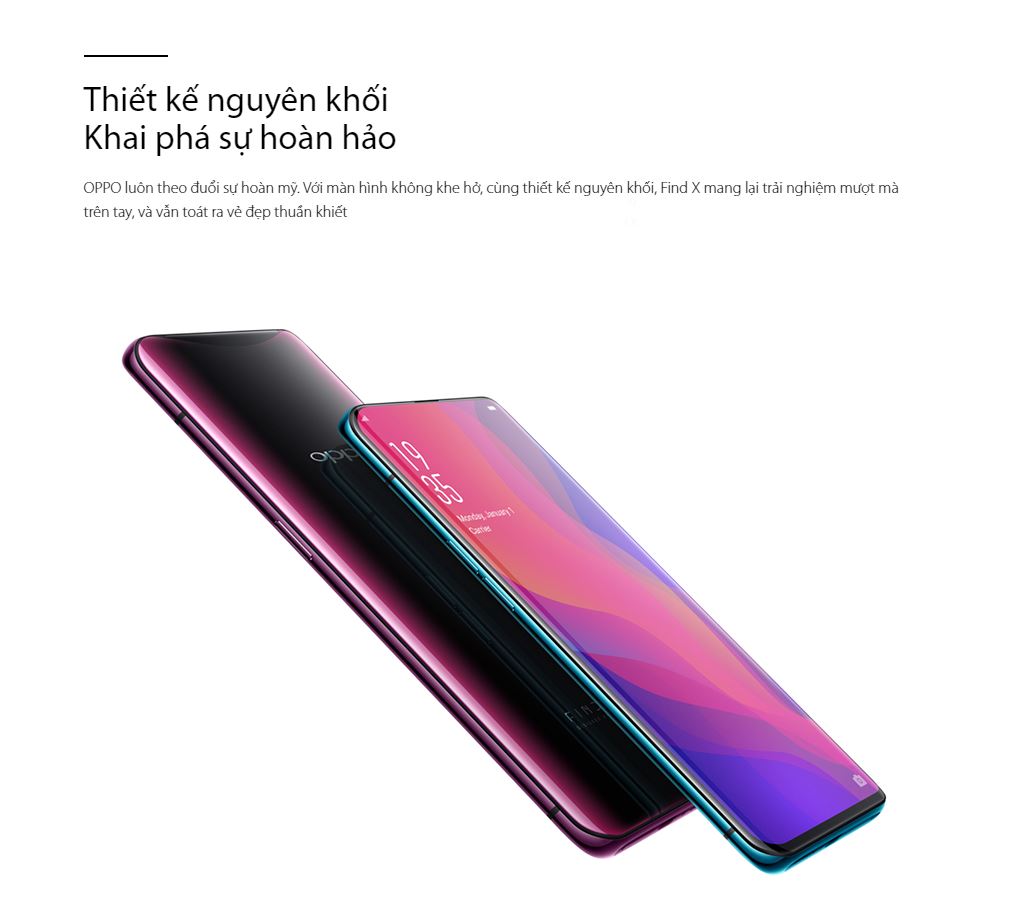 Thiết kế nguyên khối
Khai phá sự hoàn hảo
OPPO luôn theo đuổi sự hoàn mỹ. Với màn hình không khe hở, cùng thiết kế nguyên khối, Find X mang lại trải nghiệm mượt mà
trên tay, và vẫn toát ra vẻ đẹp thuần khiết
oppo
19
35
Monday, January 1
Carrier
FIND